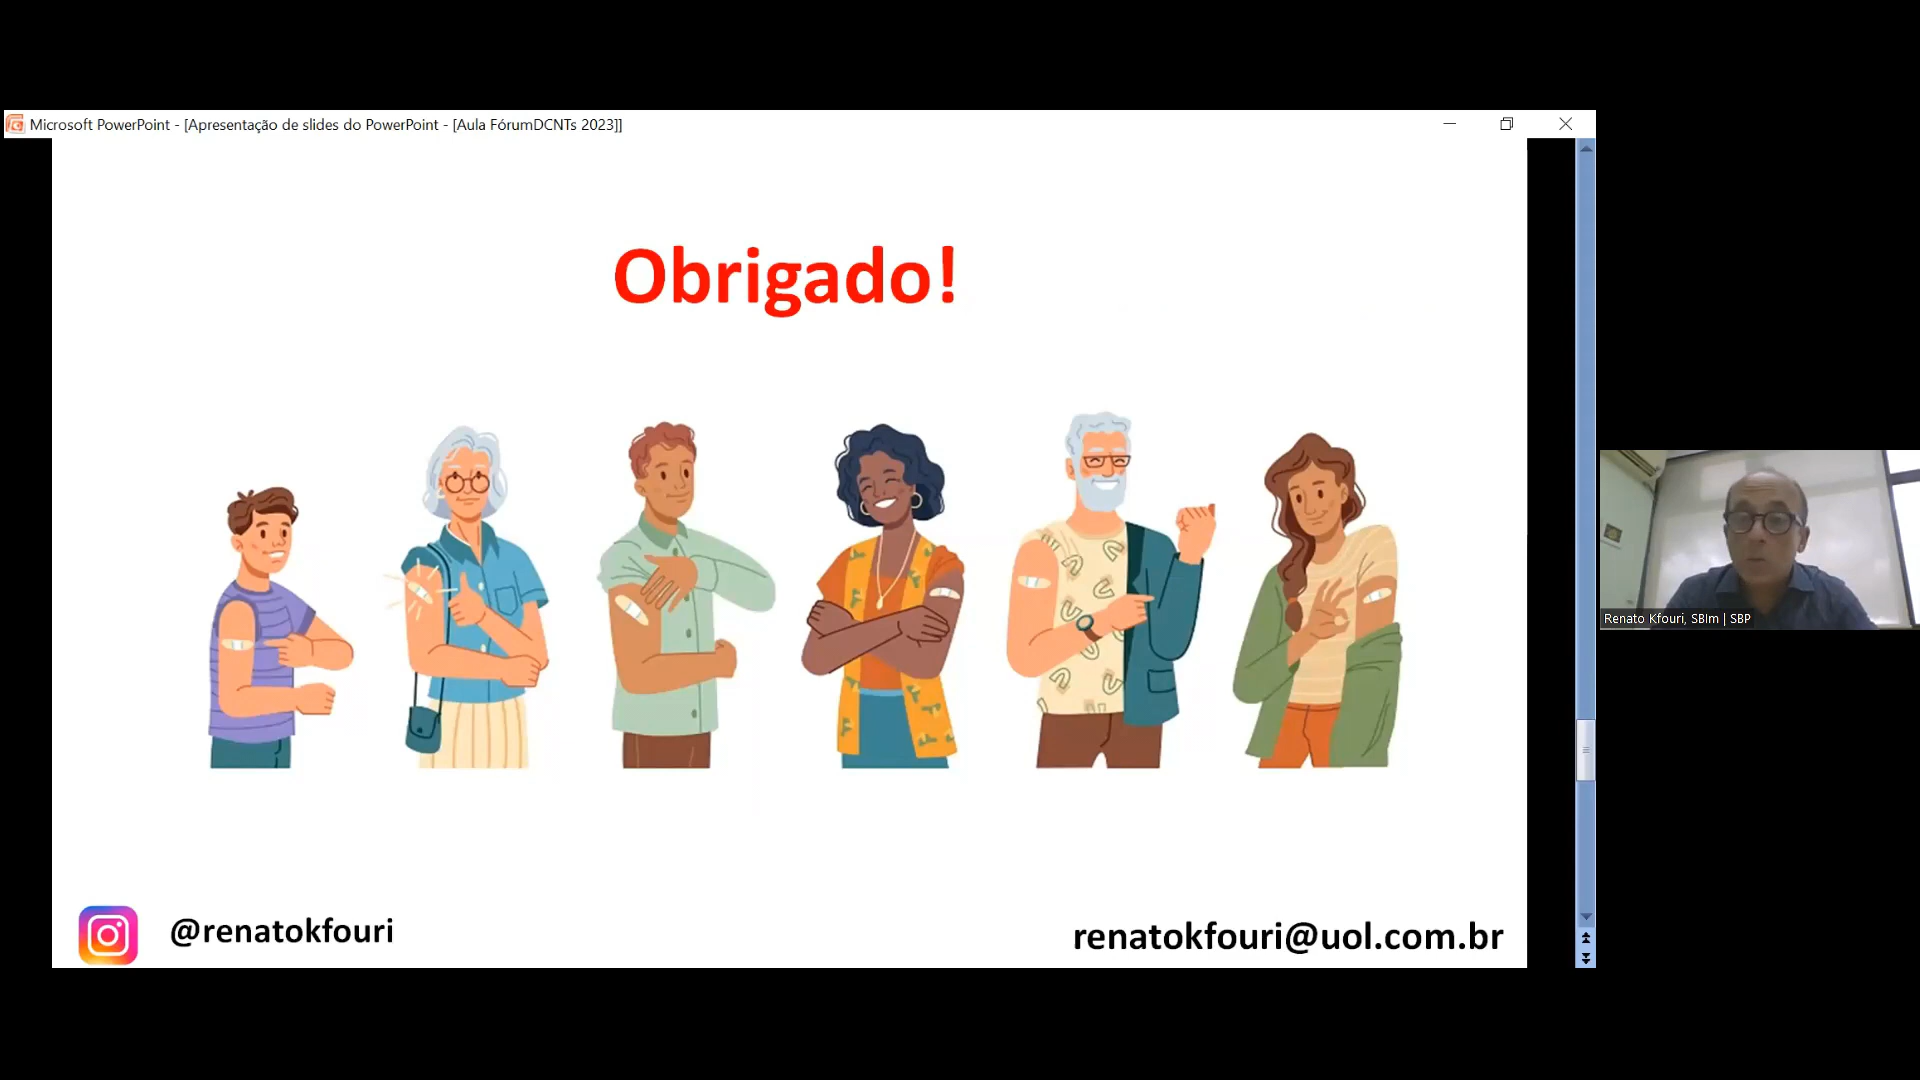 Microsoft PowerPoint - [Apresentação de slides do PowerPoint - [Aula FórumDCNTs 2023]]
Obrigado!
Renato Kfouri, SBIm | SBP
@renatokfouri
renatokfouri@uol.com.br